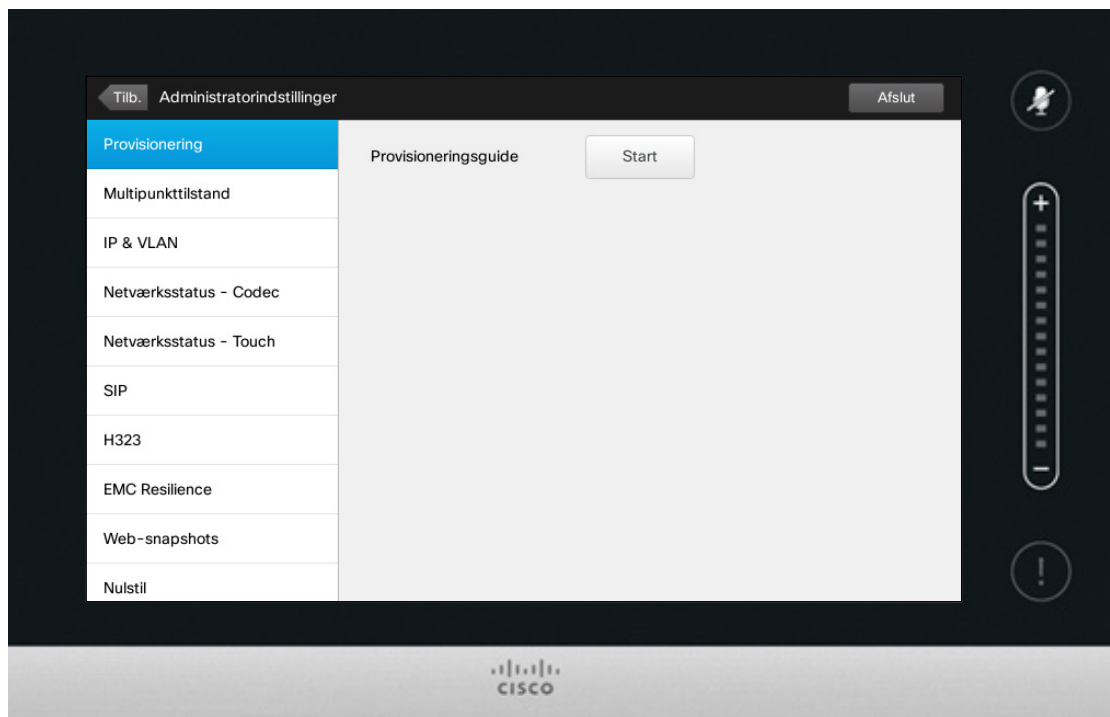 Tilb. Administratorindstillinger Afslut
Provisionering
Provisioneringsguide Start
Multipunkttilstand
IP & VLAN
Netværksstatus - Codec
Netværksstatus - Touch
SIP
H323
EMC Resilience
Web-snapshots
Nulstil
+
−
!
CISCO